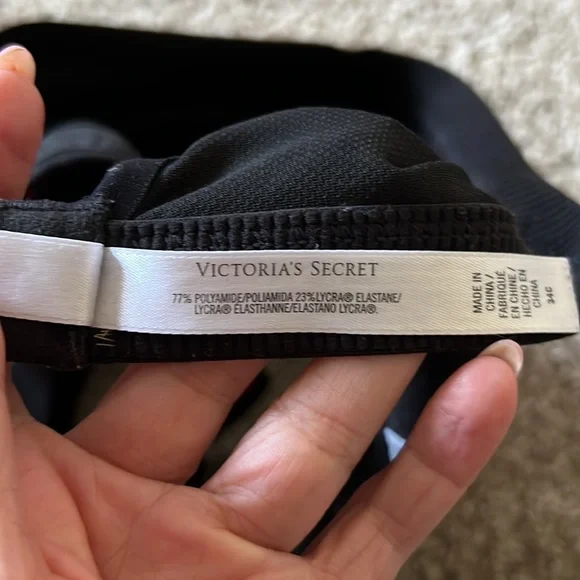 VICTORIA'S SECRET
77% POLYAMIDE/POLIAMIDA 23%LYCRA® ELASTANE/
LYCRA® ELASTHANNE/ELASTANO LYCRA®.
MADE IN
CHINA/
FABRIQUÉ
EN CHINE/
HECHO EN
CHINA
34G